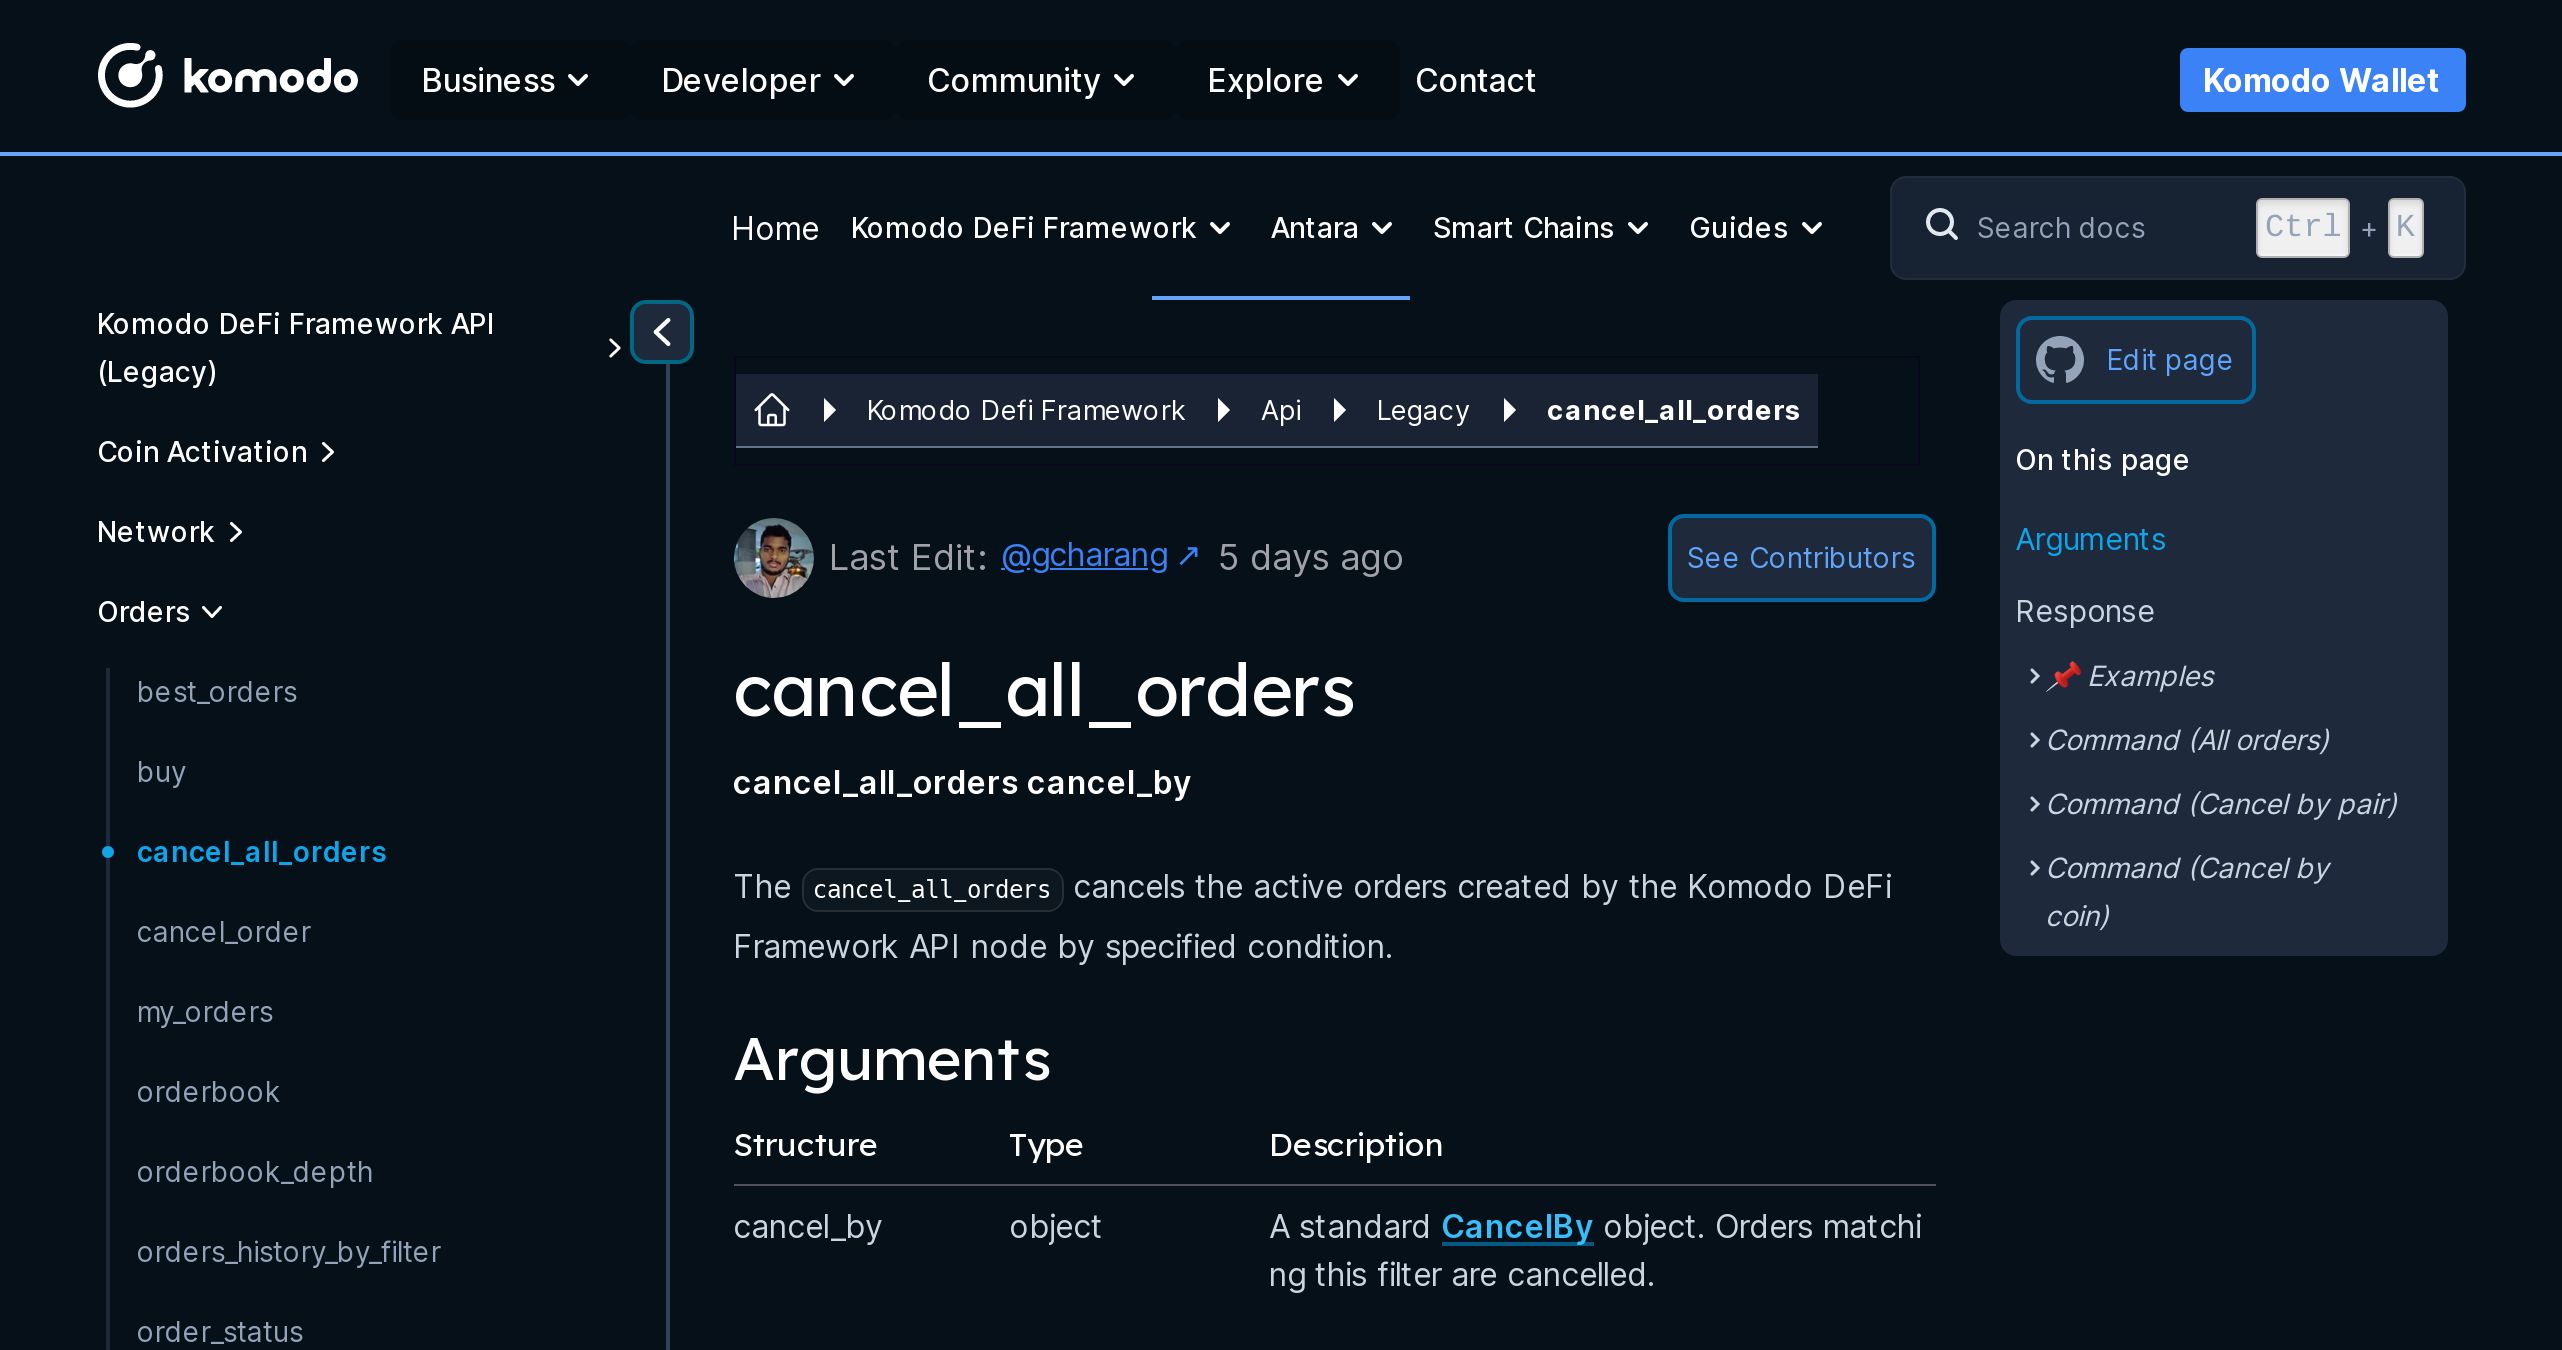 komodo
Business
Developer
Community
Explore
Contact
Komodo Wallet
Home
Komodo DeFi Framework
Antara
Smart Chains
Guides
Search docs
Ctrl + K
Komodo DeFi Framework API
(Legacy)
Coin Activation
Network
Orders
best_orders
buy
cancel_all_orders
cancel_order
my_orders
orderbook
orderbook_depth
orders_history_by_filter
order_status
Komodo Defi Framework
Api
Legacy
cancel_all_orders
Last Edit: @gcharang ↗ 5 days ago
See Contributors
cancel_all_orders
cancel_all_orders cancel_by
The cancel_all_orders cancels the active orders created by the Komodo DeFi
Framework API node by specified condition.
Arguments
Structure Type Description
cancel_by object A standard CancelBy object. Orders matchi
ng this filter are cancelled.
Edit page
On this page
Arguments
Response
📌 Examples
Command (All orders)
Command (Cancel by pair)
Command (Cancel by
coin)